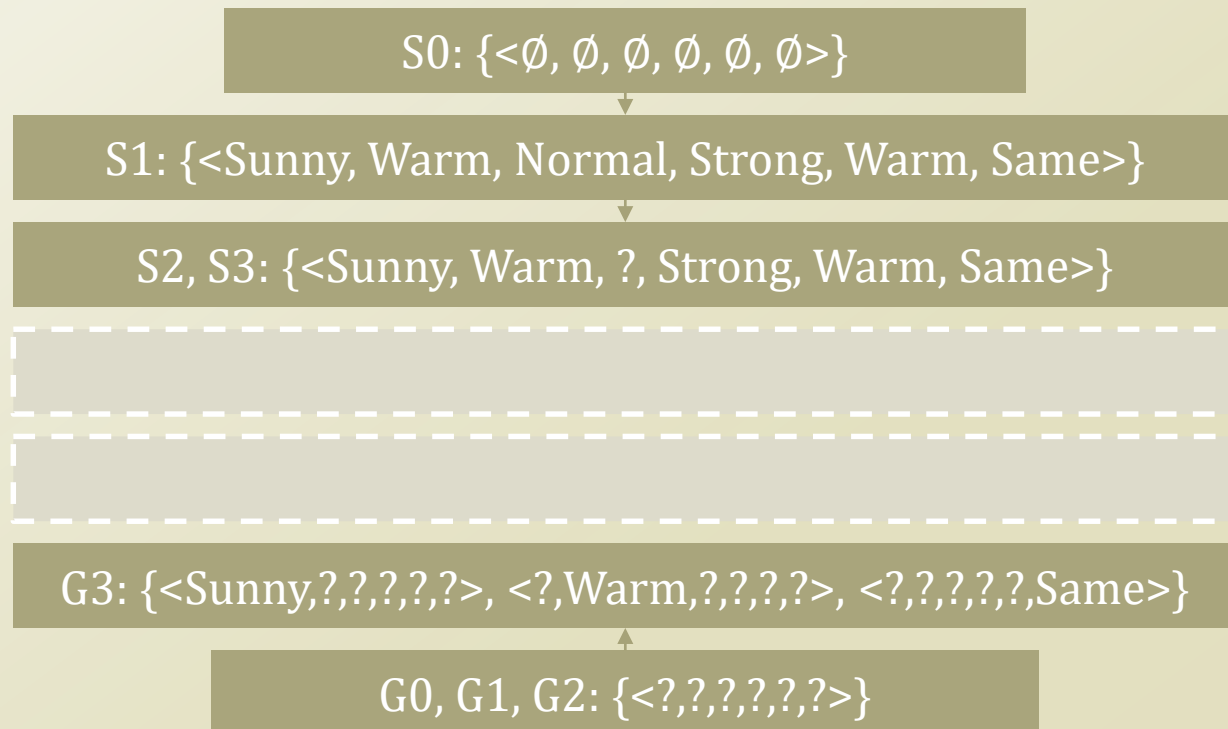 S0: {<Ø, Ø, Ø, Ø, Ø, Ø>}
S1: {<Sunny, Warm, Normal, Strong, Warm, Same>}
S2, S3: {<Sunny, Warm, ?, Strong, Warm, Same>}
G3: {<Sunny,?,?,?,?,?>, <?,Warm,?,?,?,?>, <?,?,?,?,?,Same>}
G0, G1, G2: {<?,?,?,?,?,?>}